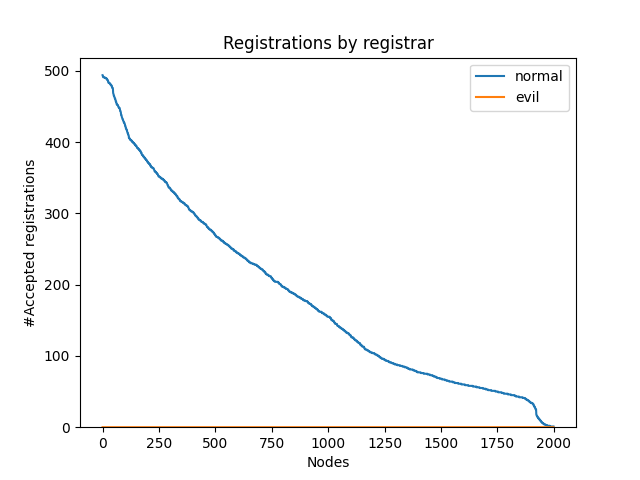 Registrations by registrar
normal
evil
#Accepted registrations
500
400
300
200
100
0
0 250 500 750 1000 1250 1500 1750 2000
Nodes